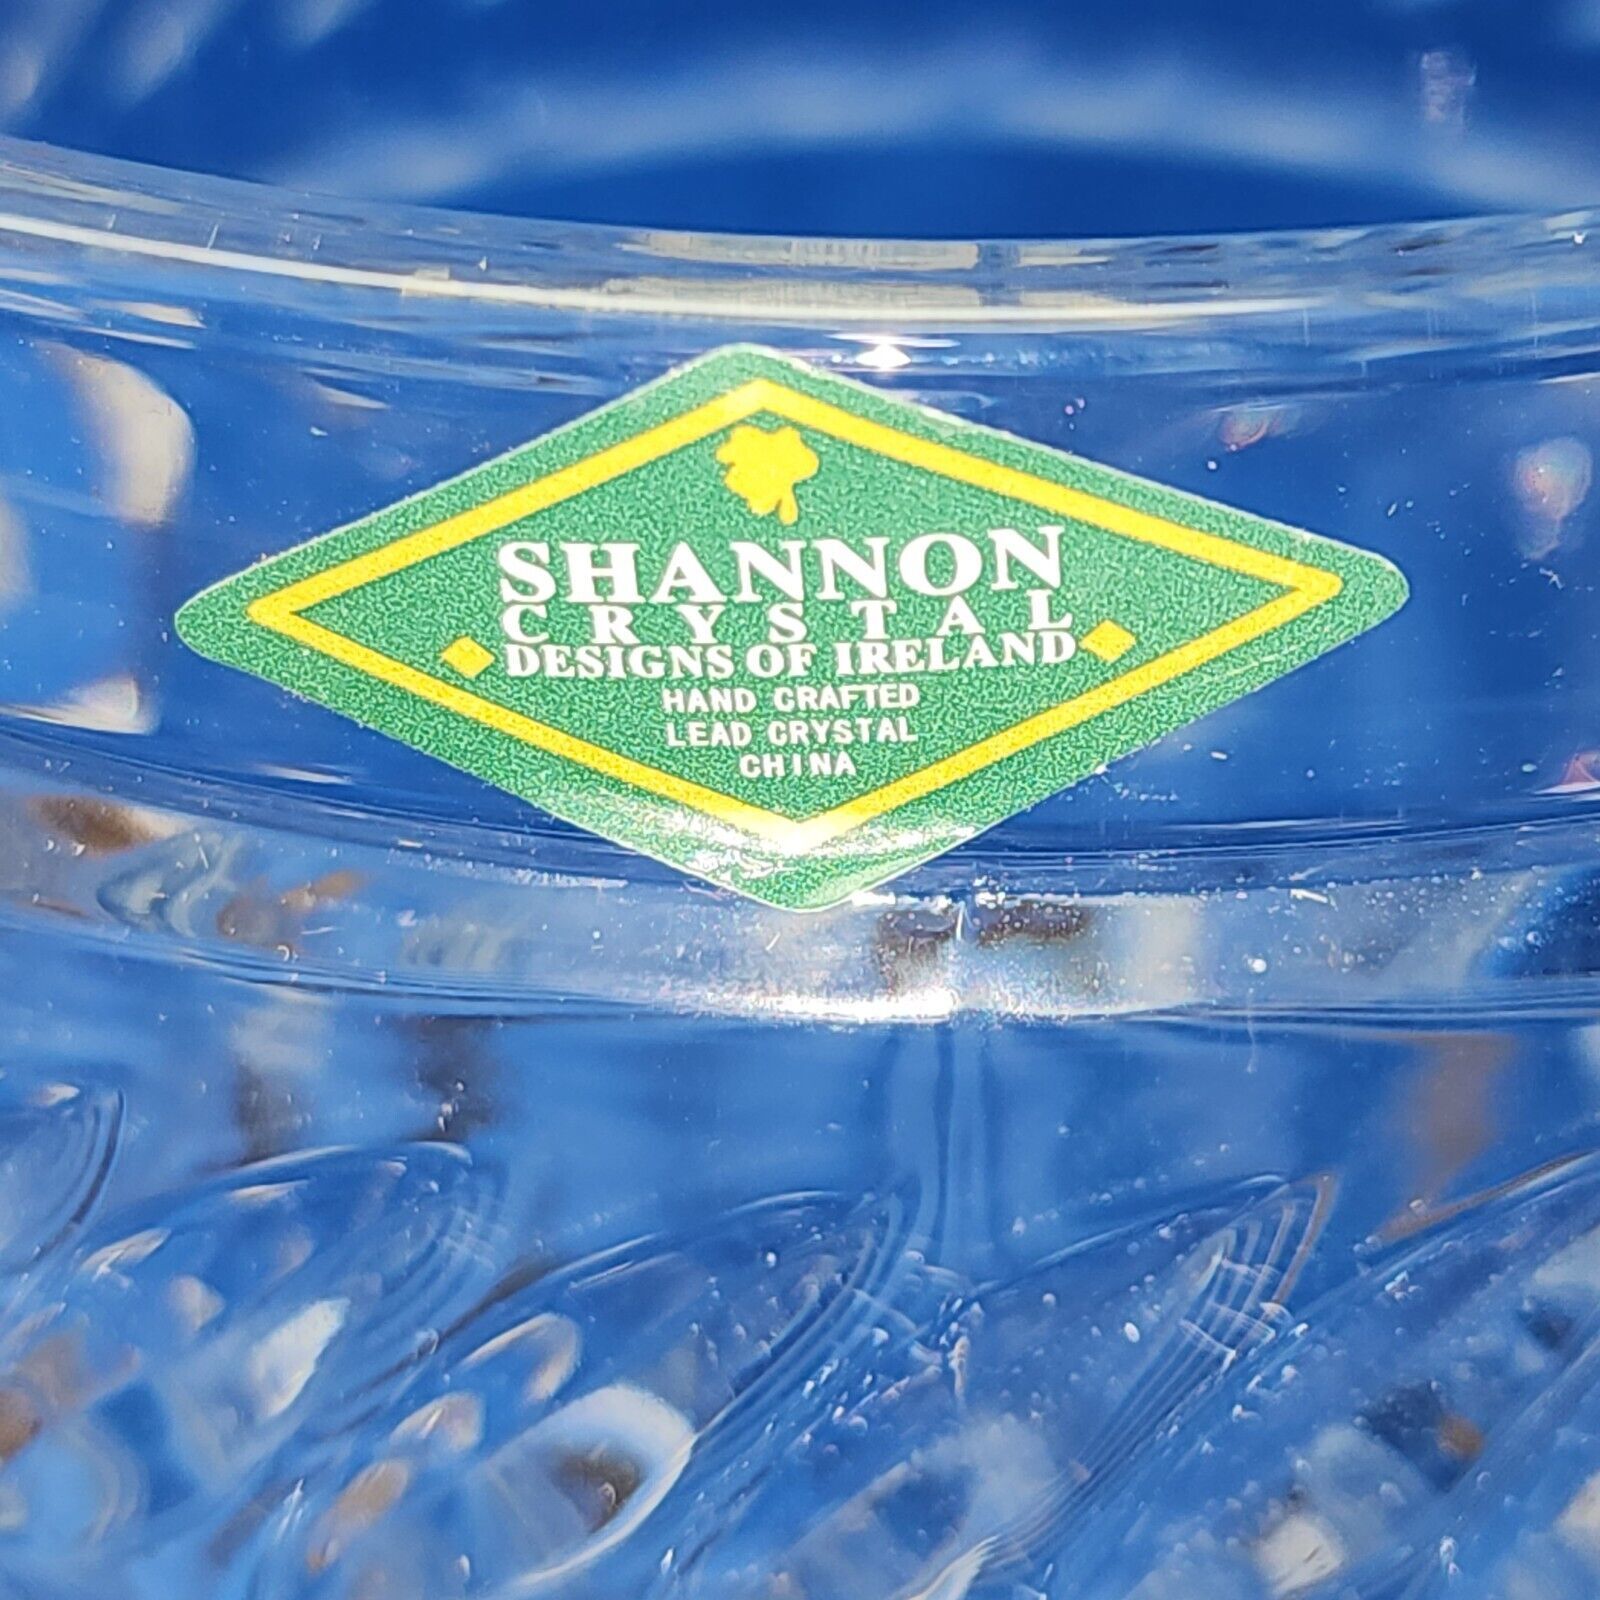 SHANNON
CRYSTAL
DESIGNS OF IRELAND
HAND CRAFTED
LEAD CRYSTAL
CHINA